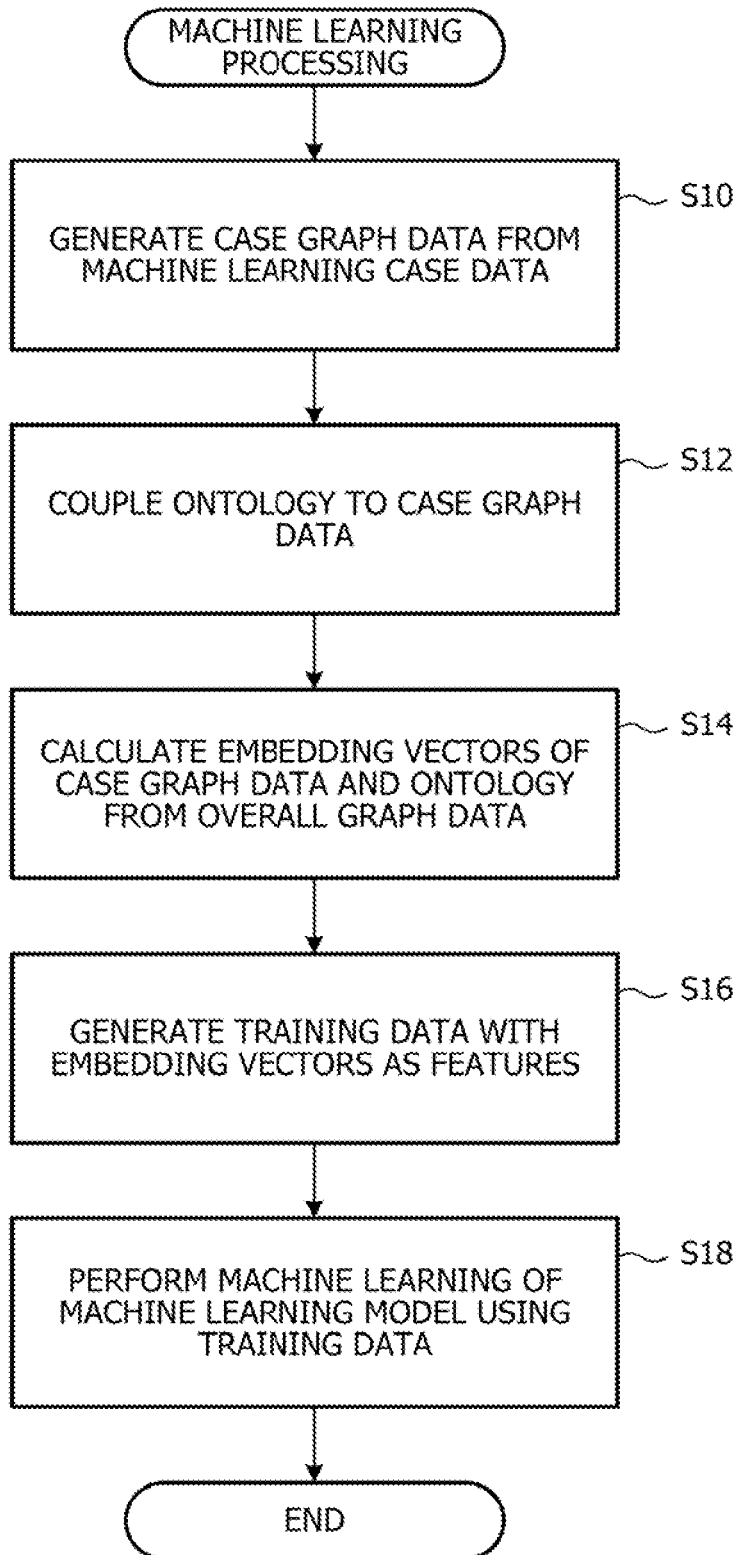 MACHINE LEARNING
PROCESSING
S10
GENERATE CASE GRAPH DATA FROM
MACHINE LEARNING CASE DATA
S12
COUPLE ONTOLOGY TO CASE GRAPH
DATA
S14
CALCULATE EMBEDDING VECTORS OF
CASE GRAPH DATA AND ONTOLOGY
FROM OVERALL GRAPH DATA
S16
GENERATE TRAINING DATA WITH
EMBEDDING VECTORS AS FEATURES
S18
PERFORM MACHINE LEARNING OF
MACHINE LEARNING MODEL USING
TRAINING DATA
END